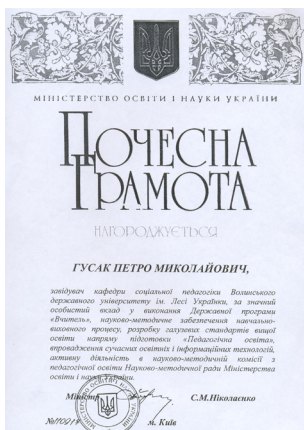 МІНІСТЕРСТВО ОСВІТИ І НАУКИ УКРАЇНИ
ПОЧЕСНА
ГРАМОТА
НАГОРОДЖУЄТЬСЯ
ГУСАК ПЕТРО МИКОЛАЙОВИЧ,
завідувач кафедри соціальної педагогіки Волинського
державного університету ім. Лесі Українки, за значний
особистий вклад у виконання Державної програми
«Вчитель», науково-методичне забезпечення навчально-
виховного процесу, розробку галузових стандартів вищої
освіти напряму підготовки «Педагогічна освіта»,
впровадження сучасних інтерактивних і інформаційних технологій,
активну діяльність в науково-методичній комісії з
педагогічної освіти Науково-методичної ради Міністерства
освіти і науки України.
Міністр С.М.Ніколаєнко
м. Київ